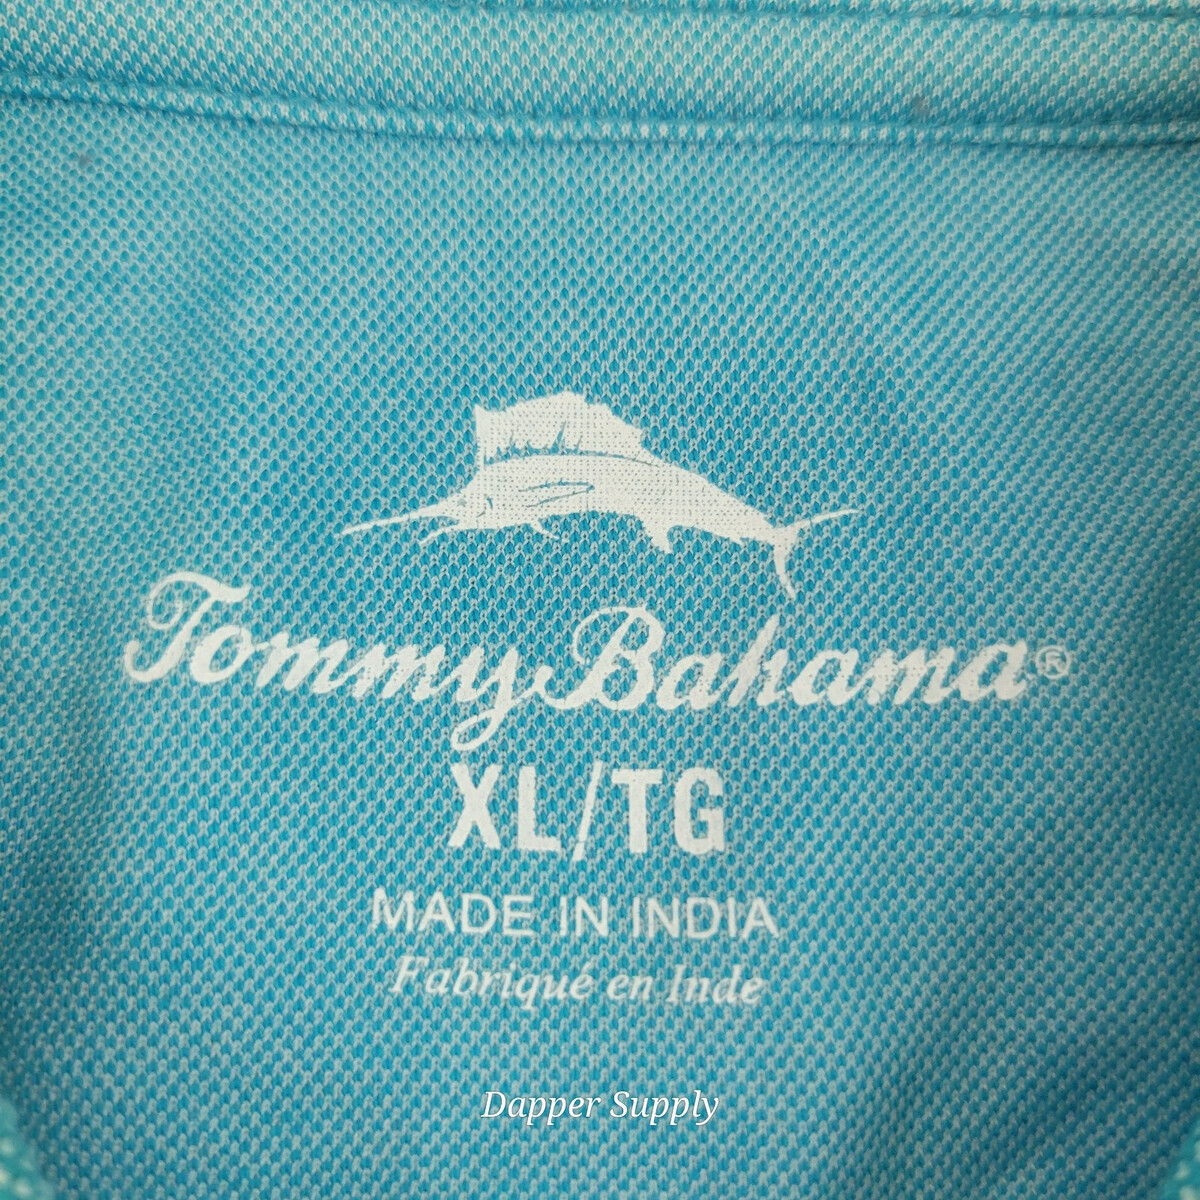 Tommy Bahama®
XL/TG
MADE IN INDIA
Fabriqué en Inde
Dapper Supply